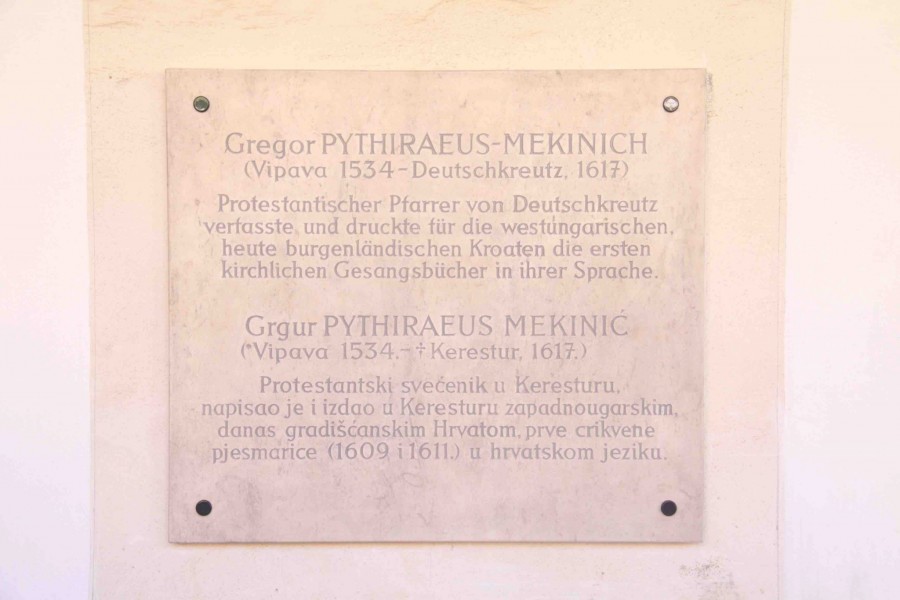 Gregor PYTHIRAEUS-MEKINICH
(Vipava 1534-Deutschkreutz, 1617)
Protestantischer Pfarrer von Deutschkreutz
verfasste und druckte für die westungarischen,
heute burgenländischen Kroaten die ersten
kirchlichen Gesangsbücher in ihrer Sprache.
Grgur PYTHIRAEUS MEKINIĆ
(*Vipava 1534.-†Kerestur, 1617.)
Protestantski svećenik u Keresturu,
napisao je i izdao u Keresturu zapadnougarskim,
danas gradišćanskim Hrvatom, prve crikvene
pjesmarice (1609 i 1611.) u hrvatskom jeziku.